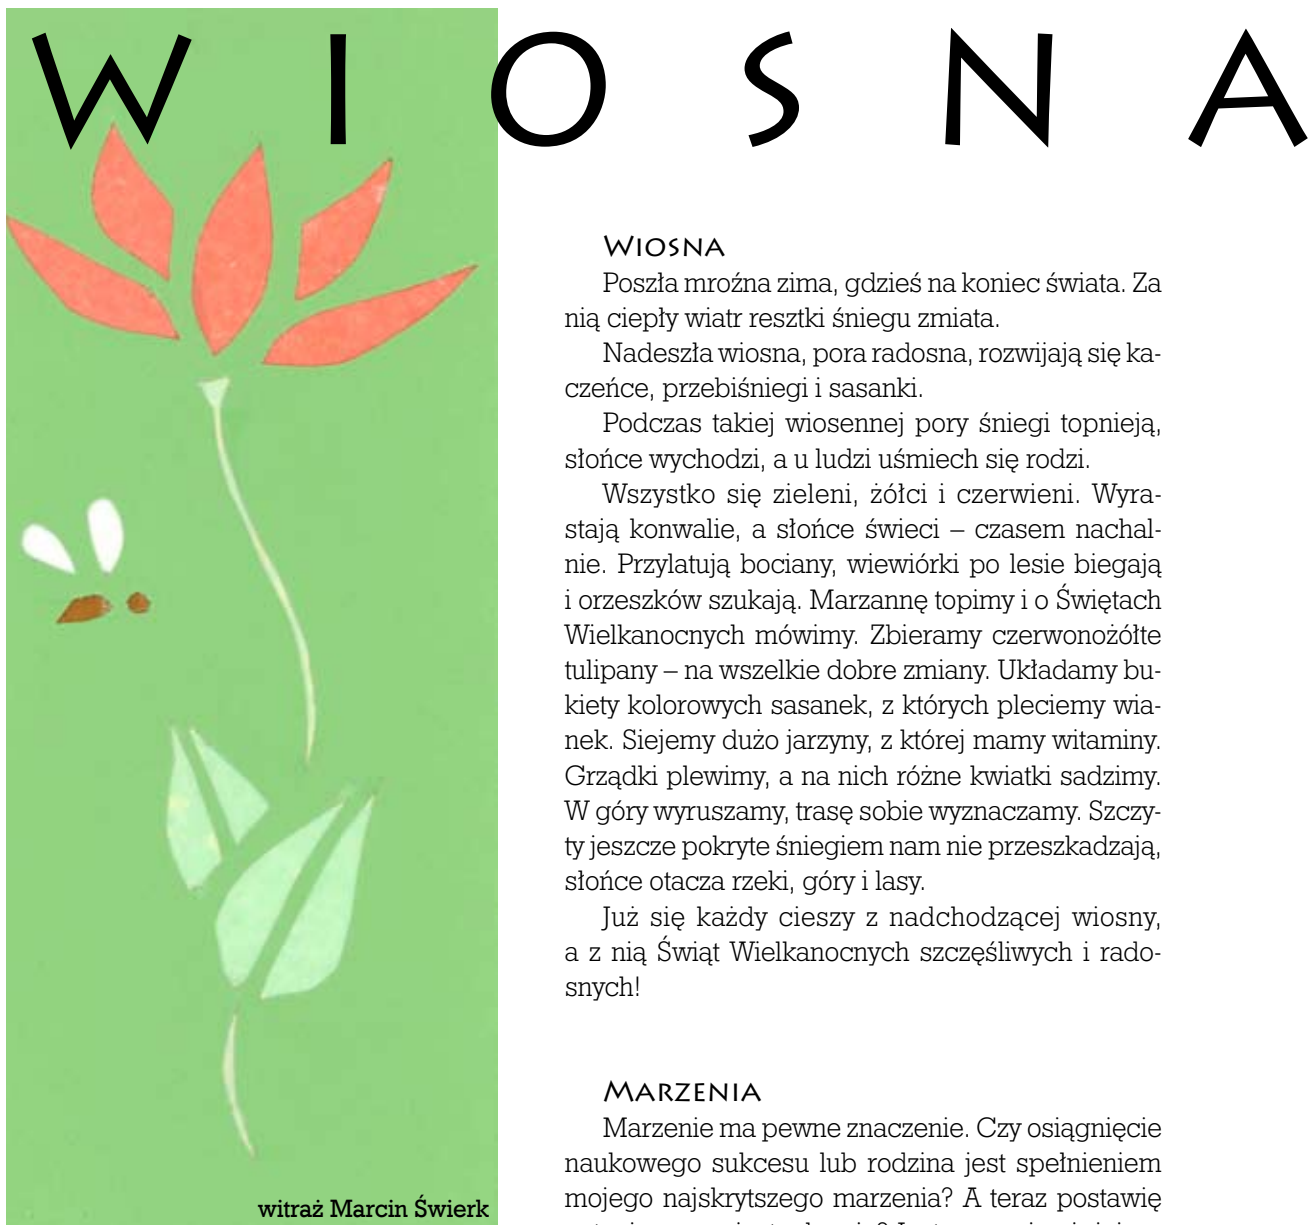 WIOSNA
WIOSNA
Poszła mroźna zima, gdzieś na koniec świata. Za
nią ciepły wiatr resztki śniegu zmiata.
Nadeszła wiosna, pora radosna, rozwijają się ka-
czeńce, przebiśniegi i sasanki.
Podczas takiej wiosennej pory śniegi topnieją,
słońce wychodzi, a u ludzi uśmiech się rodzi.
Wszystko się zieleni, żółci i czerwieni. Wyra-
stają konwalie, a słońce świeci – czasem nachal-
nie. Przylatują bociany, wiewiórki po lesie biegają
i orzeszków szukają. Marzannę topimy i o Świętach
Wielkanocnych mówimy. Zbieramy czerwonożółte
tulipany – na wszelkie dobre zmiany. Układamy bu-
kiety kolorowych sasanek, z których pleciemy wia-
nek. Siejemy dużo jarzyny, z której mamy witaminy.
Grządki plewimy, a na nich różne kwiatki sadzimy.
W góry wyruszamy, trasę sobie wyznaczamy. Szczy-
ty jeszcze pokryte śniegiem nam nie przeszkadzają,
słońce otacza rzeki, góry i lasy.
Już się każdy cieszy z nadchodzącej wiosny,
a z nią Świąt Wielkanocnych szczęśliwych i rado-
snych!
MARZENIA
Marzenie ma pewne znaczenie. Czy osiągnięcie
naukowego sukcesu lub rodzina jest spełnieniem
mojego najskrytszego marzenia? A teraz postawię
witraż Marcin Świerk